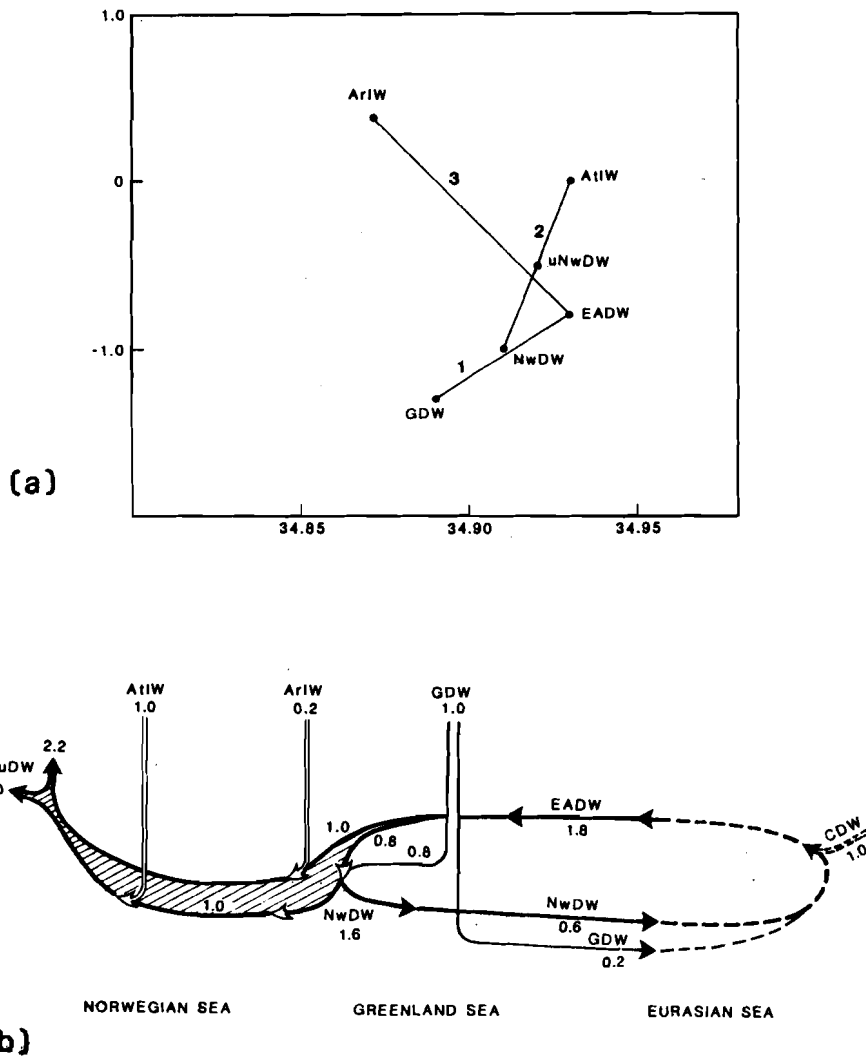 1.0
ArIW
3
AtIW
0
2
uNwDW
EADW
-1.0
NwDW
1
GDW
(a)
34.85
34.90
34.95
AtIW
1.0
ArIW
0.2
GDW
1.0
2.2
uDW
EADW
1.0
1.8
CDW
1.0
0.8
0.8
1.0
NwDW
1.6
NwDW
0.6
GDW
0.2
NORWEGIAN SEA
GREENLAND SEA
EURASIAN SEA
b)